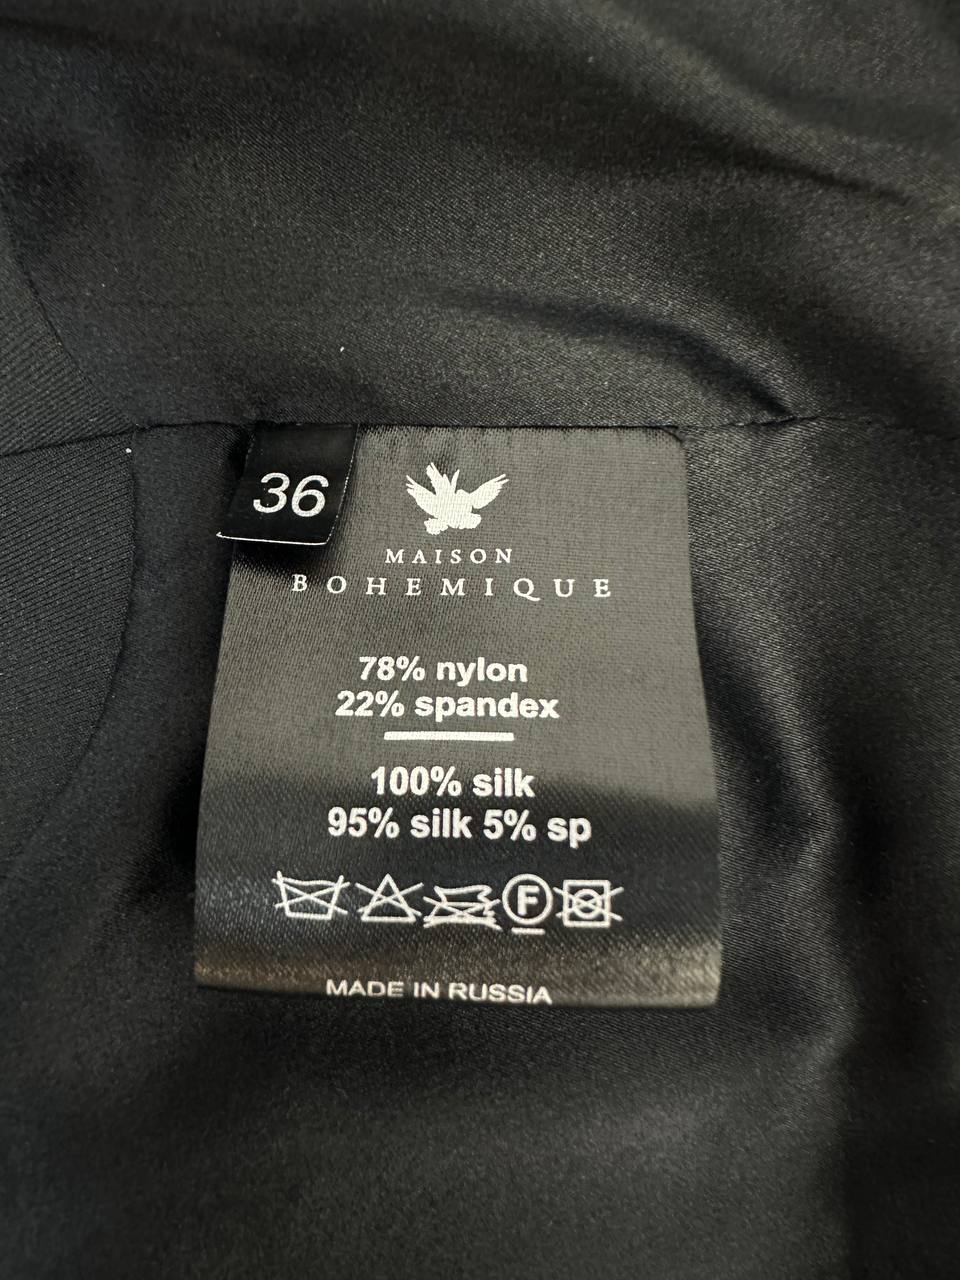 36
MAISON
BOHEMIQUE
78% nylon
22% spandex
100% silk
95% silk 5% sp
F
MADE IN RUSSIA